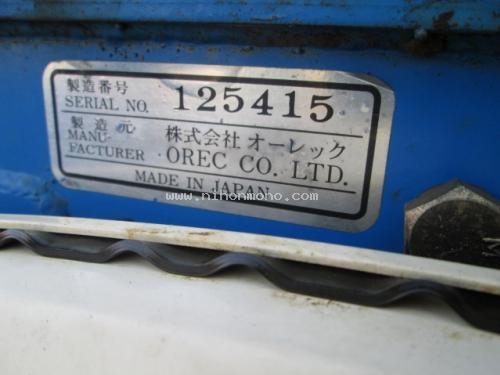 製造番号
SERIAL NO. 125415
製造元 株式会社 オーレック
MANU-
FACTURER OREC CO. LTD.
MADE IN JAPAN
www.nihonmono.com